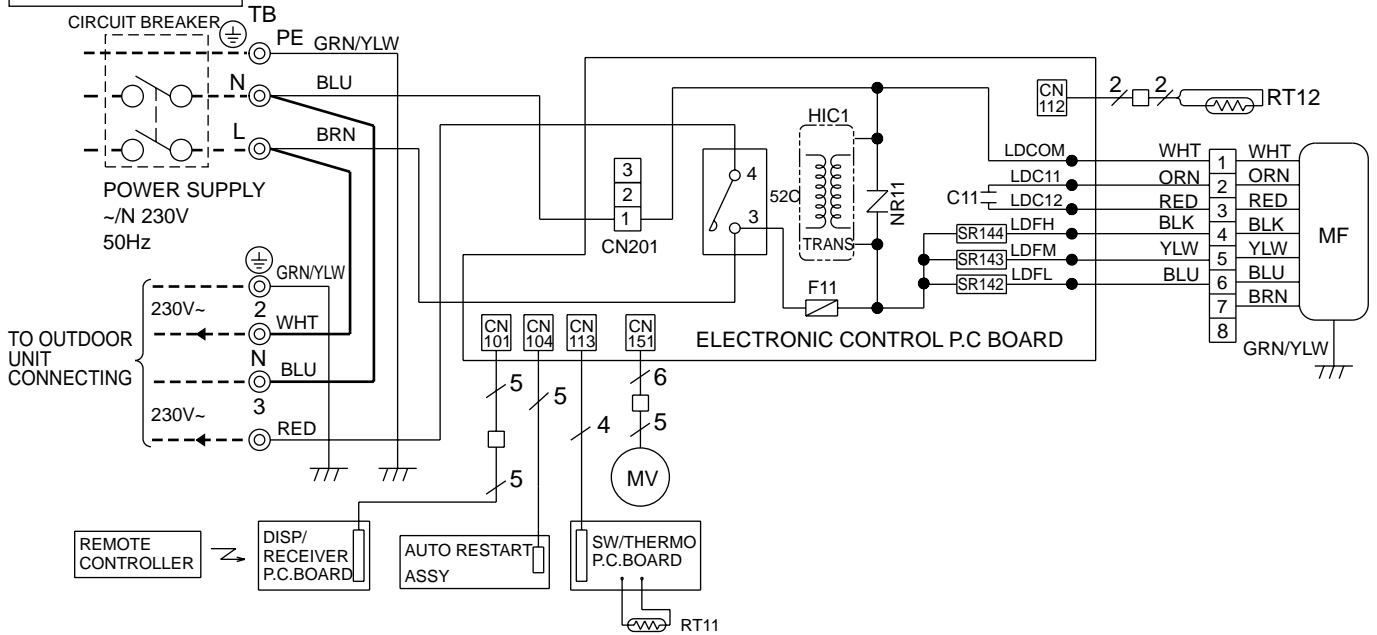 CIRCUIT BREAKER
TB
PE
GRN/YLW
N
BLU
L
BRN
POWER SUPPLY
~/N 230V
50Hz
GRN/YLW
230V~
2
WHT
TO OUTDOOR
UNIT
CONNECTING
N
BLU
3
230V~
RED
3
2
1
CN201
4
3
52C
HIC1
TRANS
NR11
F11
CN
112
2
2
RT12
LDCOM
LDC11
C11
LDC12
SR144
LDFH
SR143
LDFM
SR142
LDFL
WHT
ORN
RED
BLK
YLW
BLU
1
2
3
4
5
6
7
8
WHT
ORN
RED
BLK
YLW
BLU
BRN
MF
GRN/YLW
ELECTRONIC CONTROL P.C BOARD
CN
101
CN
104
CN
113
CN
151
5
5
4
6
5
5
MV
REMOTE
CONTROLLER
DISP/
RECEIVER
P.C.BOARD
AUTO RESTART
ASSY
SW/THERMO
P.C.BOARD
RT11